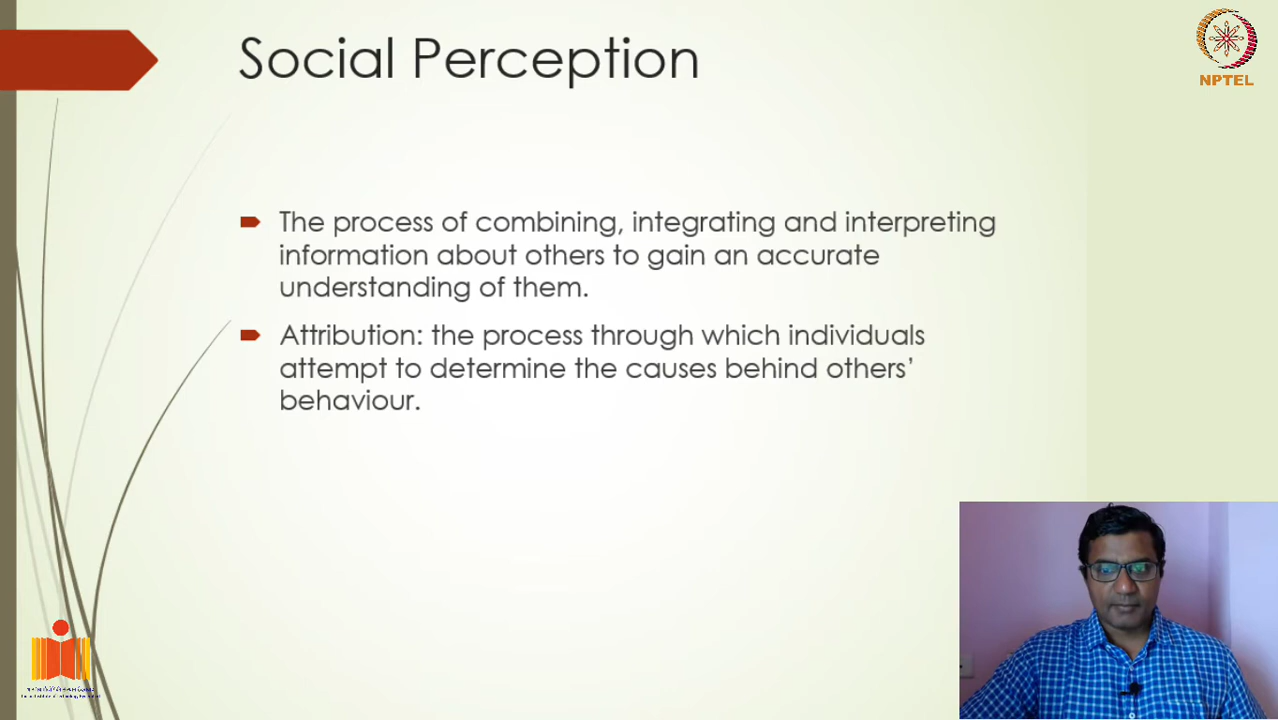 Social Perception
NPTEL
The process of combining, integrating and interpreting
information about others to gain an accurate
understanding of them.
Attribution: the process through which individuals
attempt to determine the causes behind others’
behaviour.